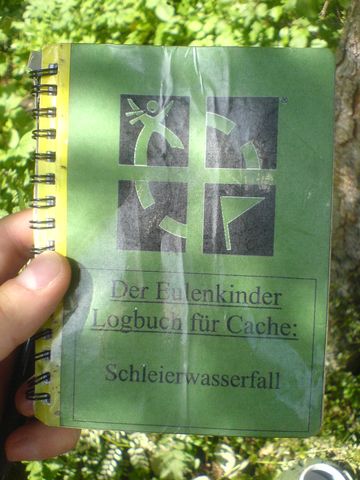 ®
Der Eulenkinder
Logbuch für Cache:
Schleierwasserfall